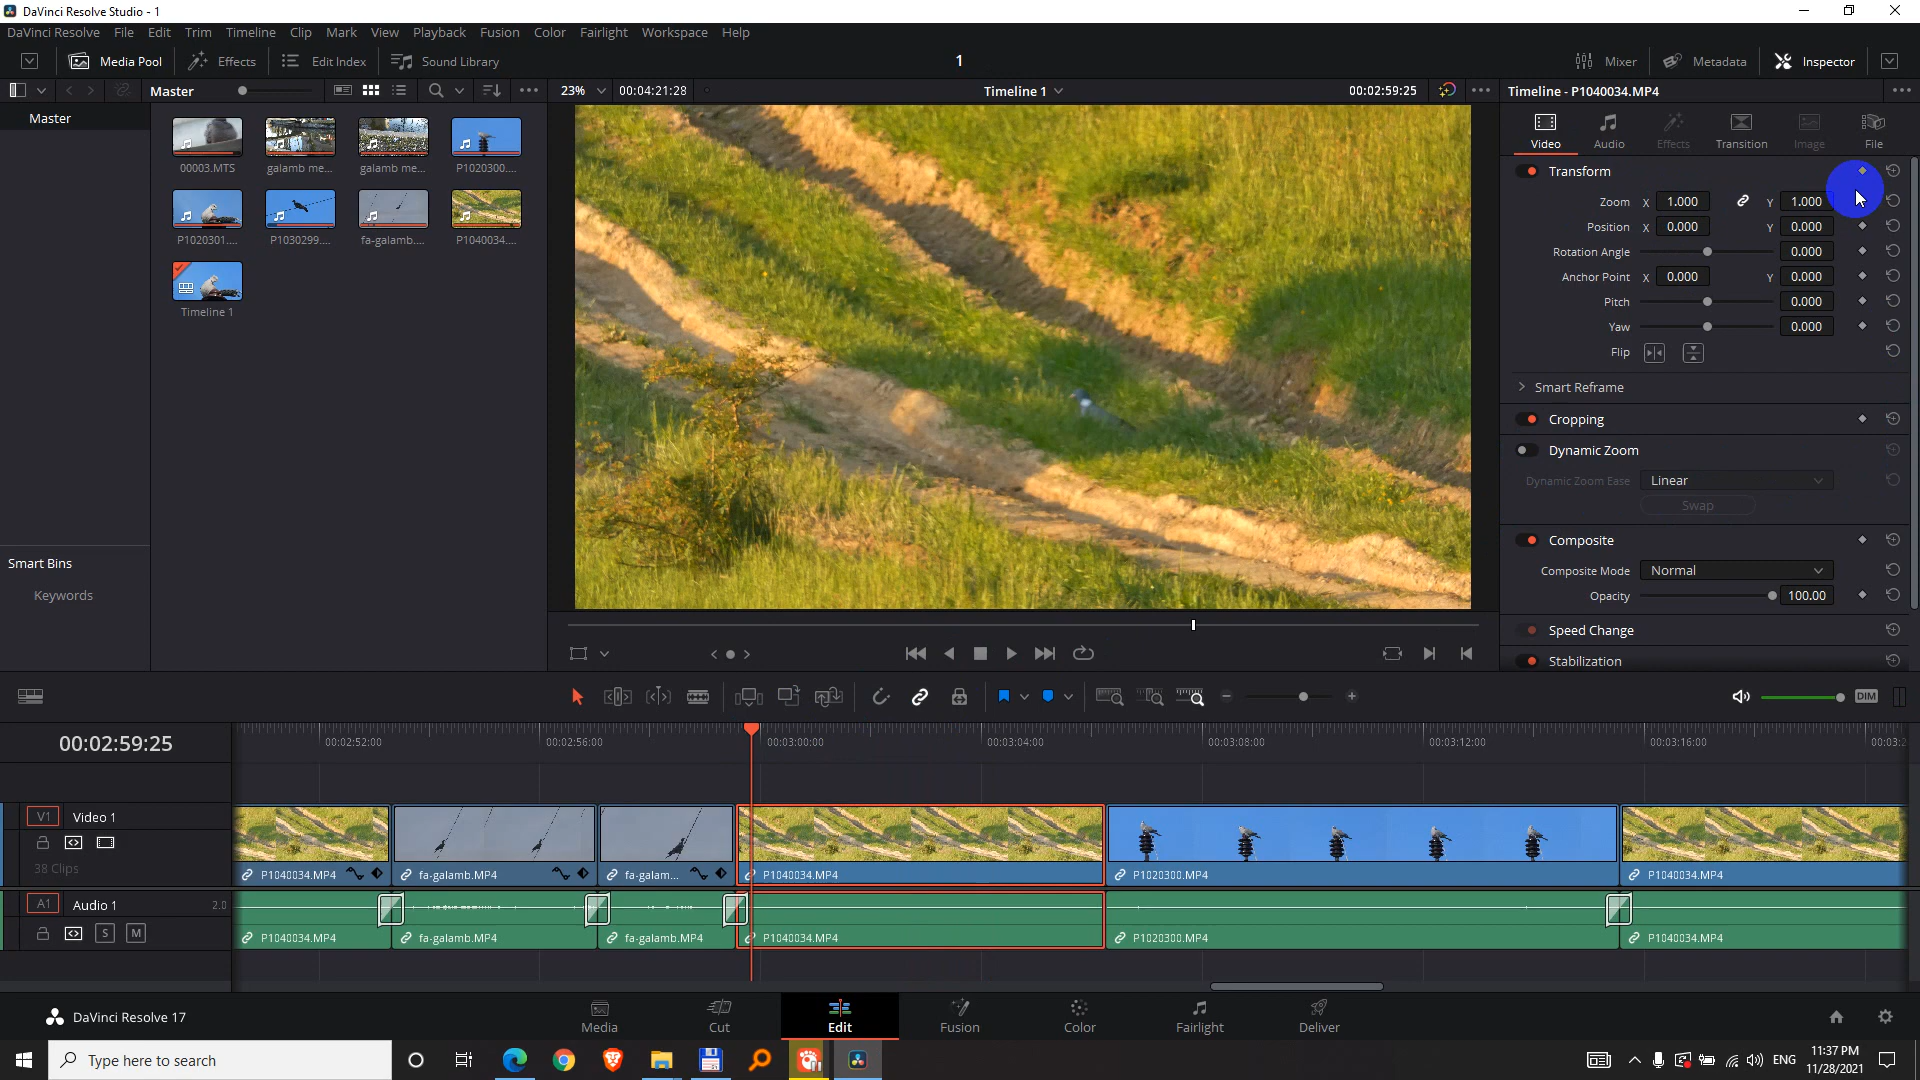 DaVinci Resolve Studio - 1
DaVinci Resolve File Edit Trim Timeline Clip Mark View Playback Fusion Color Fairlight Workspace Help
Media Pool Effects Edit Index Sound Library 1 Mixer Metadata Inspector
Master 23% 00:04:21:28 Timeline 1 00:02:59:25 Timeline - P1040034.MP4
Master
00003.MTS galamb me... galamb me... P1020300....
P1020301.... P1030299.... fa-galamb.... P1040034....
Timeline 1
Smart Bins
Keywords
Video Audio Effects Transition Image File
Transform
Zoom X 1.000 Y 1.000
Position X 0.000 Y 0.000
Rotation Angle 0.000
Anchor Point X 0.000 Y 0.000
Pitch 0.000
Yaw 0.000
Flip
Smart Reframe
Cropping
Dynamic Zoom
Dynamic Zoom Ease Linear
Swap
Composite
Composite Mode Normal
Opacity 100.00
Speed Change
Stabilization
DIM
00:02:59:25
00:02:52:00 00:02:56:00 00:03:00:00 00:03:04:00 00:03:08:00 00:03:12:00 00:03:16:00 00:03:2
V1 Video 1
38 Clips
P1040034.MP4 fa-galamb.MP4 fa-galam... P1040034.MP4 P1020300.MP4 P1040034.MP4
A1 Audio 1 2.0
S M
P1040034.MP4 fa-galamb.MP4 fa-galamb.MP4 P1040034.MP4 P1020300.MP4 P1040034.MP4
DaVinci Resolve 17
Media Cut Edit Fusion Color Fairlight Deliver
Type here to search
ENG
11:37 PM
11/28/2021